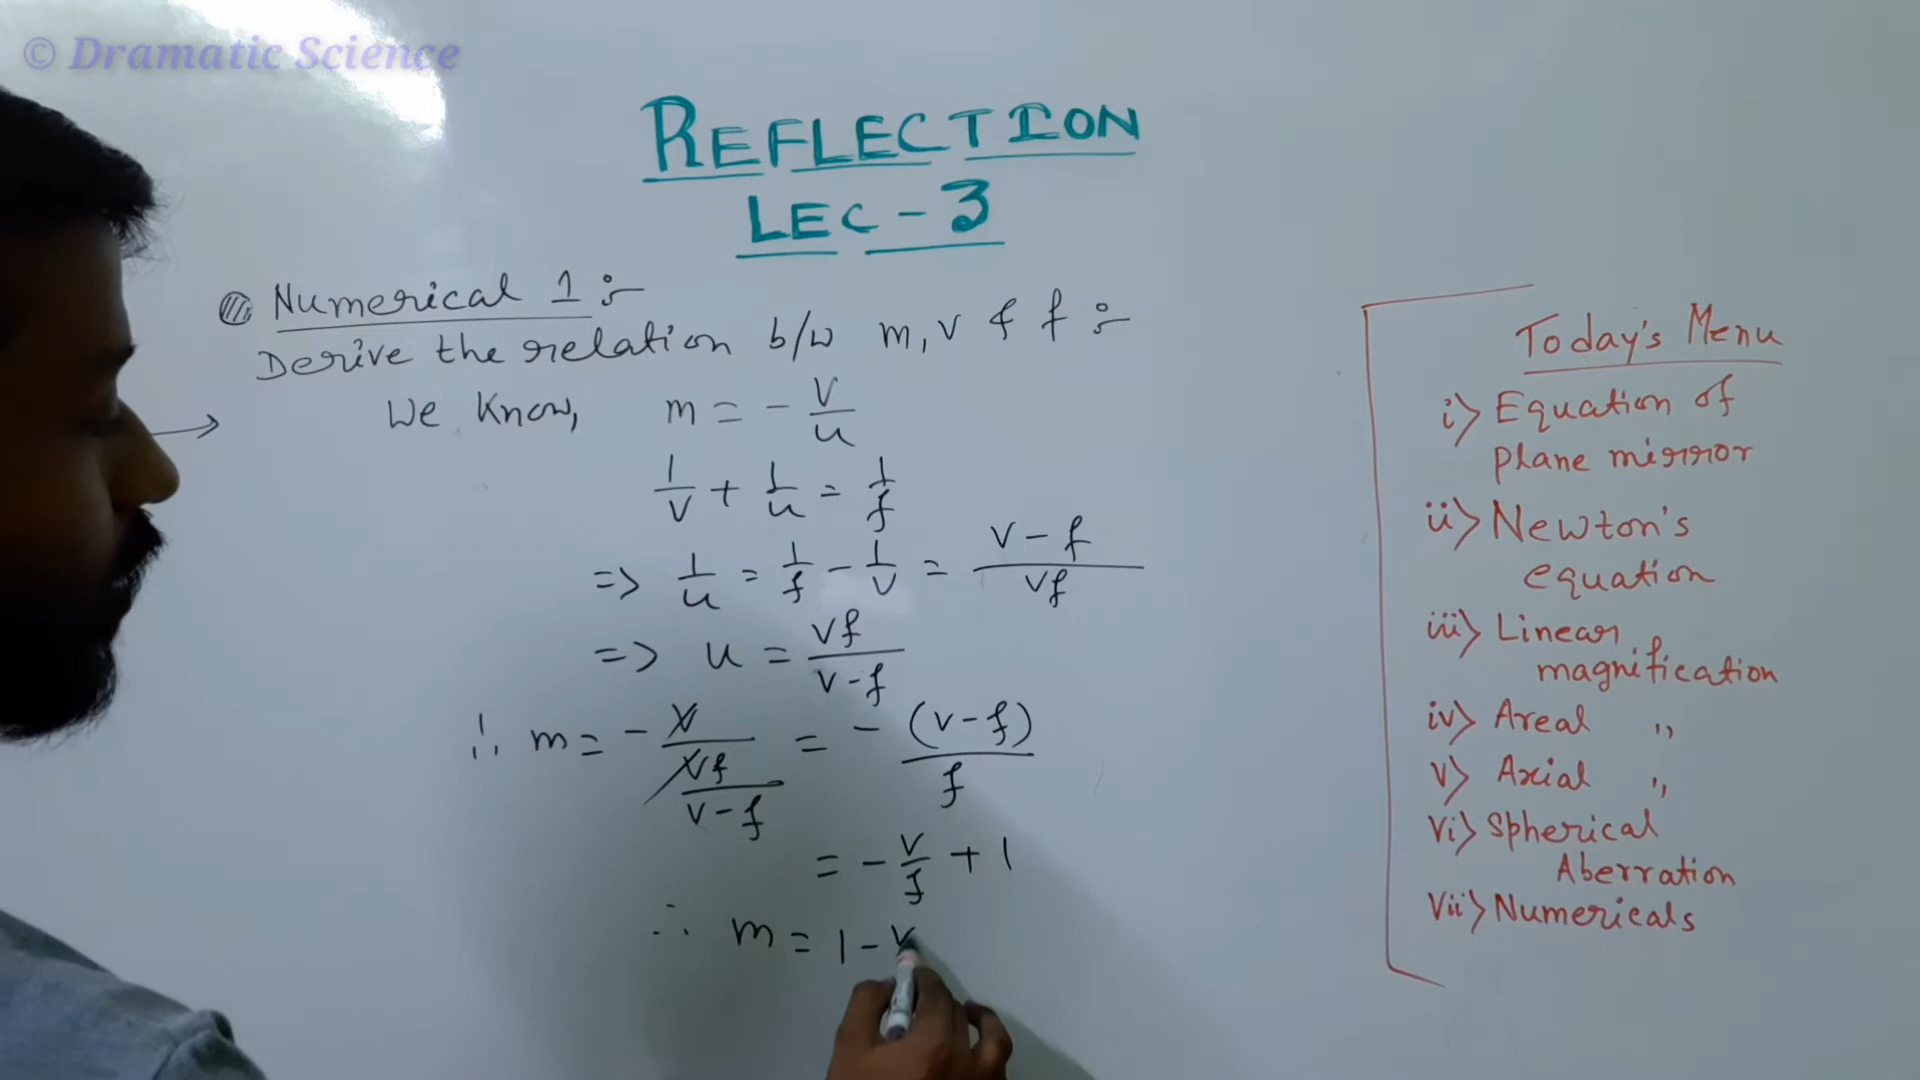 © Dramatic Science
REFLECTION
LEC-3
Numerical 1 :-
Derive the relation b/w m, v & f :-
We Know, m = - v/u
1/v + 1/u = 1/f
=> 1/u = 1/f - 1/v = v-f/vf
=> u = vf/v-f
∴ m = - v/(vf/v-f) = - (v-f)/f
= - v/f + 1
∴ m = 1 - v
Today's Menu
i> Equation of
plane mirror
ii> Newton's
equation
iii> Linear
magnification
iv> Areal "
v> Axial "
vi> Spherical
Aberration
vii> Numericals